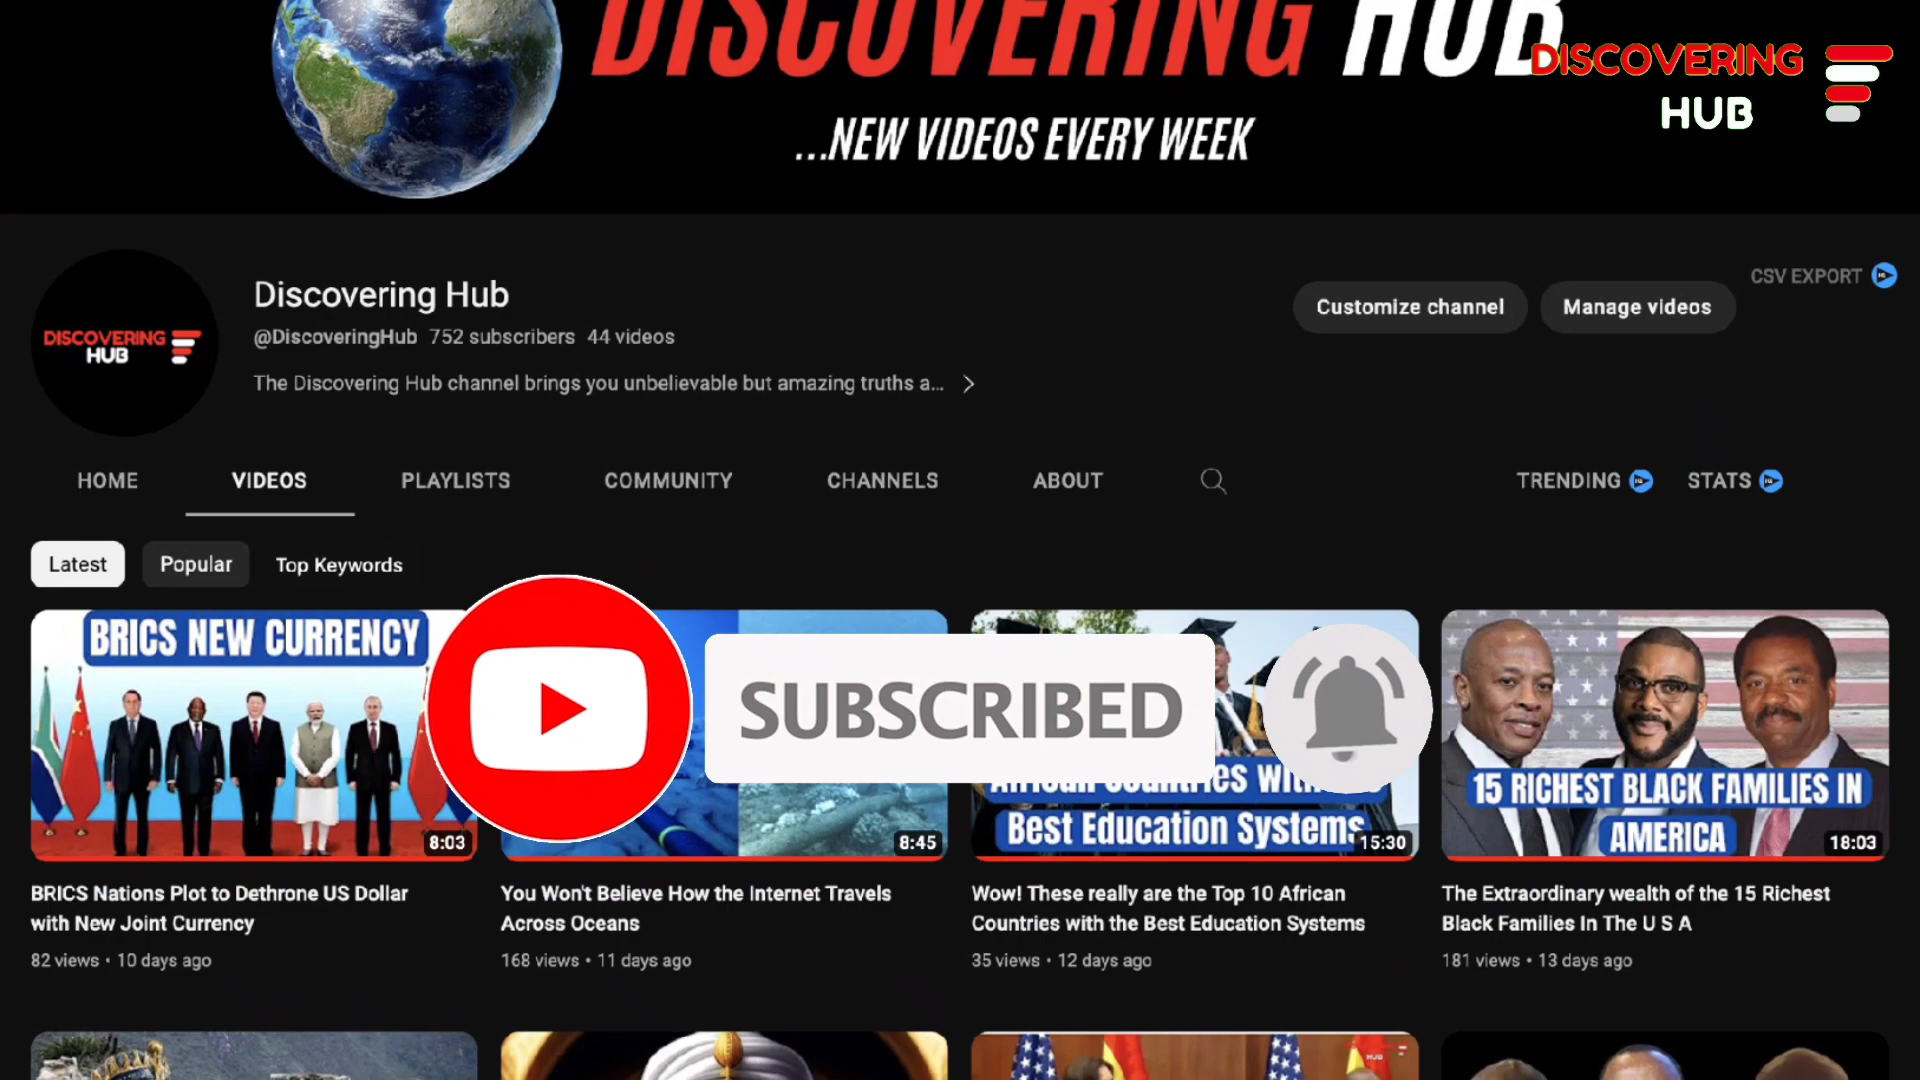 DISCOVERING HUB
DISCOVERING
HUB
...NEW VIDEOS EVERY WEEK
CSV EXPORT
Discovering Hub
Customize channel
Manage videos
@DiscoveringHub 752 subscribers 44 videos
DISCOVERING
HUB
The Discovering Hub channel brings you unbelievable but amazing truths a...
HOME VIDEOS PLAYLISTS COMMUNITY CHANNELS ABOUT TRENDING STATS
Latest Popular Top Keywords
BRICS NEW CURRENCY
8:03
8:45
SUBSCRIBED
African Countries With
Best Education Systems
15:30
15 RICHEST BLACK FAMILIES IN
AMERICA
18:03
BRICS Nations Plot to Dethrone US Dollar
with New Joint Currency
82 views • 10 days ago
You Won't Believe How the Internet Travels
Across Oceans
168 views • 11 days ago
Wow! These really are the Top 10 African
Countries with the Best Education Systems
35 views • 12 days ago
The Extraordinary wealth of the 15 Richest
Black Families In The U S A
181 views • 13 days ago
HUB